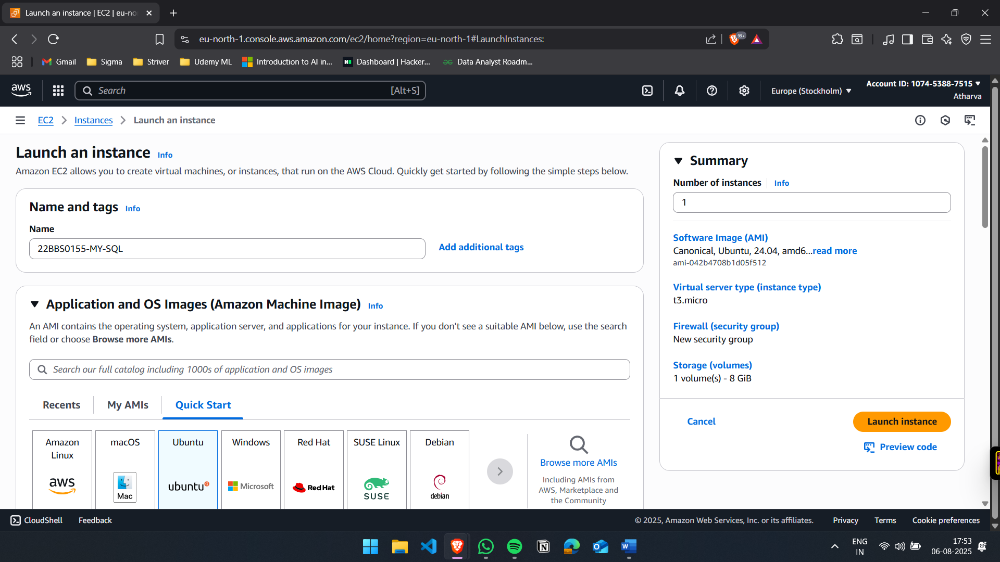 Launch an instance | EC2 | eu-no
eu-north-1.console.aws.amazon.com/ec2/home?region=eu-north-1#LaunchInstances:
99+
Gmail
Sigma
Striver
Udemy ML
Introduction to AI in...
Dashboard | Hacker...
Data Analyst Roadm...
aws
Search
[Alt+S]
Europe (Stockholm)
Account ID: 1074-5388-7515
Atharva
EC2
Instances
Launch an instance
Launch an instance Info
Amazon EC2 allows you to create virtual machines, or instances, that run on the AWS Cloud. Quickly get started by following the simple steps below.
Name and tags Info
Name
22BBS0155-MY-SQL
Add additional tags
Application and OS Images (Amazon Machine Image) Info
An AMI contains the operating system, application server, and applications for your instance. If you don't see a suitable AMI below, use the search
field or choose Browse more AMIs.
Search our full catalog including 1000s of application and OS images
Recents
My AMIs
Quick Start
Amazon
Linux
aws
macOS
Mac
Ubuntu
ubuntu
Windows
Microsoft
Red Hat
Red Hat
SUSE Linux
SUSE
Debian
debian
Browse more AMIs
Including AMIs from
AWS, Marketplace and
the Community
Summary
Number of instances
Info
1
Software Image (AMI)
Canonical, Ubuntu, 24.04, amd6...read more
ami-042b4708b1d05f512
Virtual server type (instance type)
t3.micro
Firewall (security group)
New security group
Storage (volumes)
1 volume(s) - 8 GiB
Cancel
Launch instance
Preview code
CloudShell
Feedback
© 2025, Amazon Web Services, Inc. or its affiliates.
Privacy
Terms
Cookie preferences
ENG
IN
17:53
06-08-2025